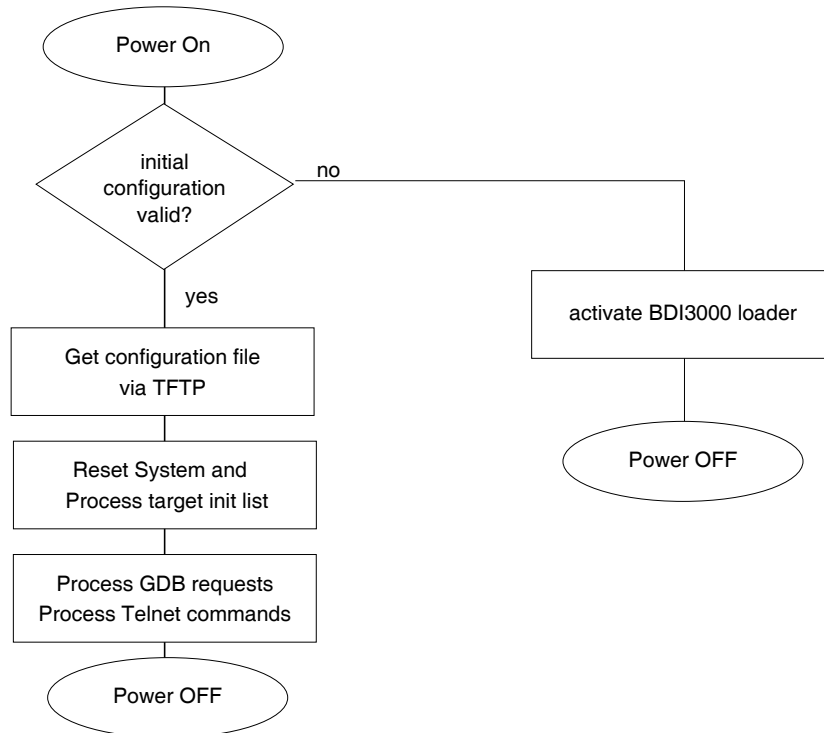 Power On
initial
configuration
valid?
no
yes
activate BDI3000 loader
Get configuration file
via TFTP
Power OFF
Reset System and
Process target init list
Process GDB requests
Process Telnet commands
Power OFF